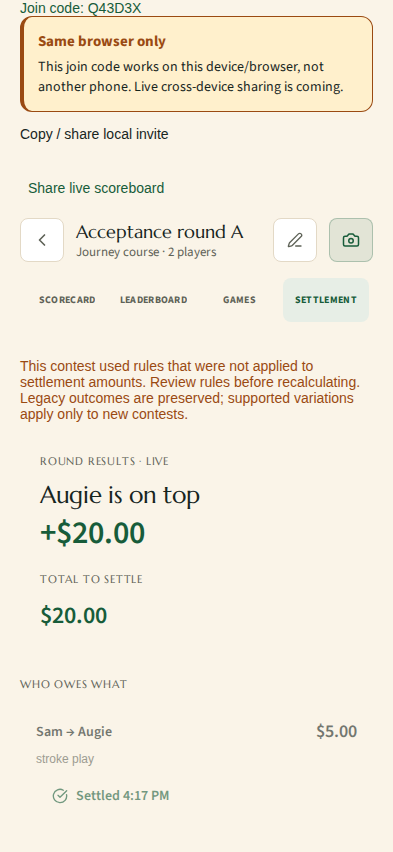 Join code: Q43D3X
Same browser only
This join code works on this device/browser, not
another phone. Live cross-device sharing is coming.
Copy / share local invite
Share live scoreboard
Acceptance round A
Journey course · 2 players
SCORECARD LEADERBOARD GAMES SETTLEMENT
This contest used rules that were not applied to
settlement amounts. Review rules before recalculating.
Legacy outcomes are preserved; supported variations
apply only to new contests.
ROUND RESULTS · LIVE
Augie is on top
+$20.00
TOTAL TO SETTLE
$20.00
WHO OWES WHAT
Sam → Augie $5.00
stroke play
Settled 4:17 PM